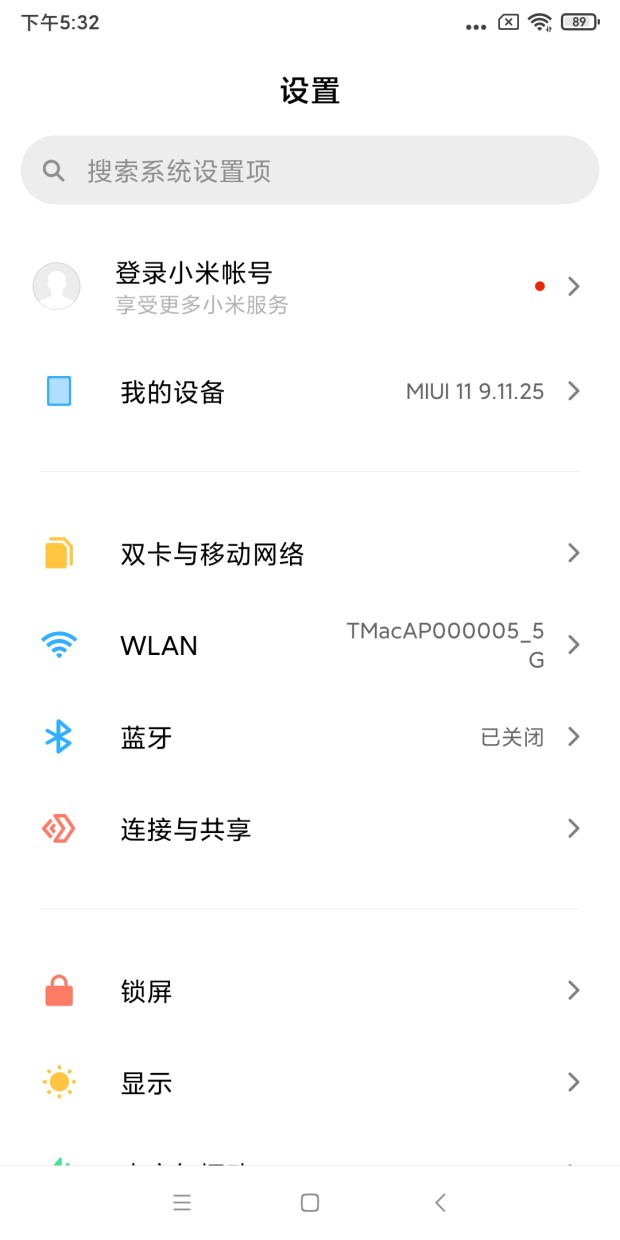 下午5:32
89
设置
搜索系统设置项
登录小米帐号
享受更多小米服务
我的设备
MIUI 11 9.11.25
双卡与移动网络
WLAN
TMacAP000005_5
G
蓝牙
已关闭
连接与共享
锁屏
显示